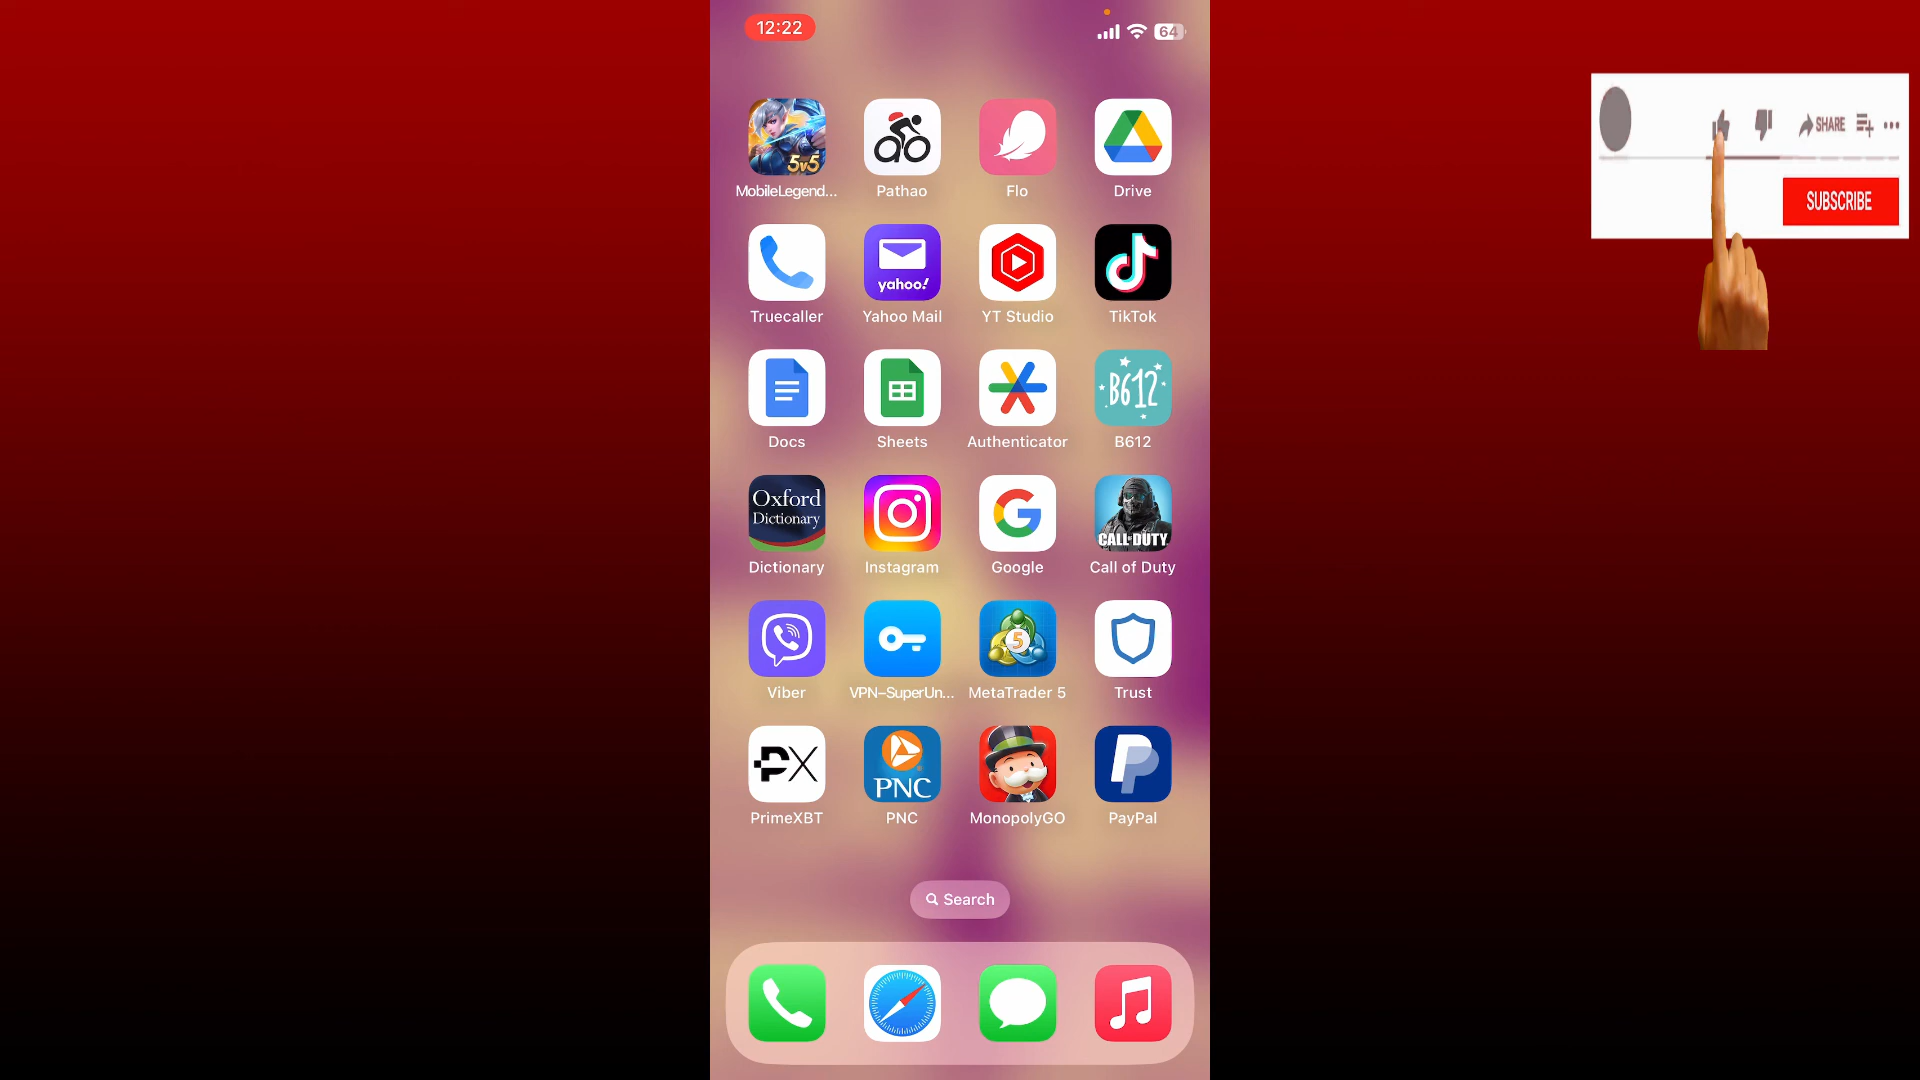 12:22
64
5v5
MobileLegend...
Pathao
Flo
Drive
yahoo!
Truecaller
Yahoo Mail
YT Studio
TikTok
B612
Docs
Sheets
Authenticator
B612
Oxford
Dictionary
CALL OF DUTY
Dictionary
Instagram
Google
Call of Duty
5
Viber
VPN–SuperUn...
MetaTrader 5
Trust
PX
PNC
PrimeXBT
PNC
MonopolyGO
PayPal
Search
SHARE
SUBSCRIBE